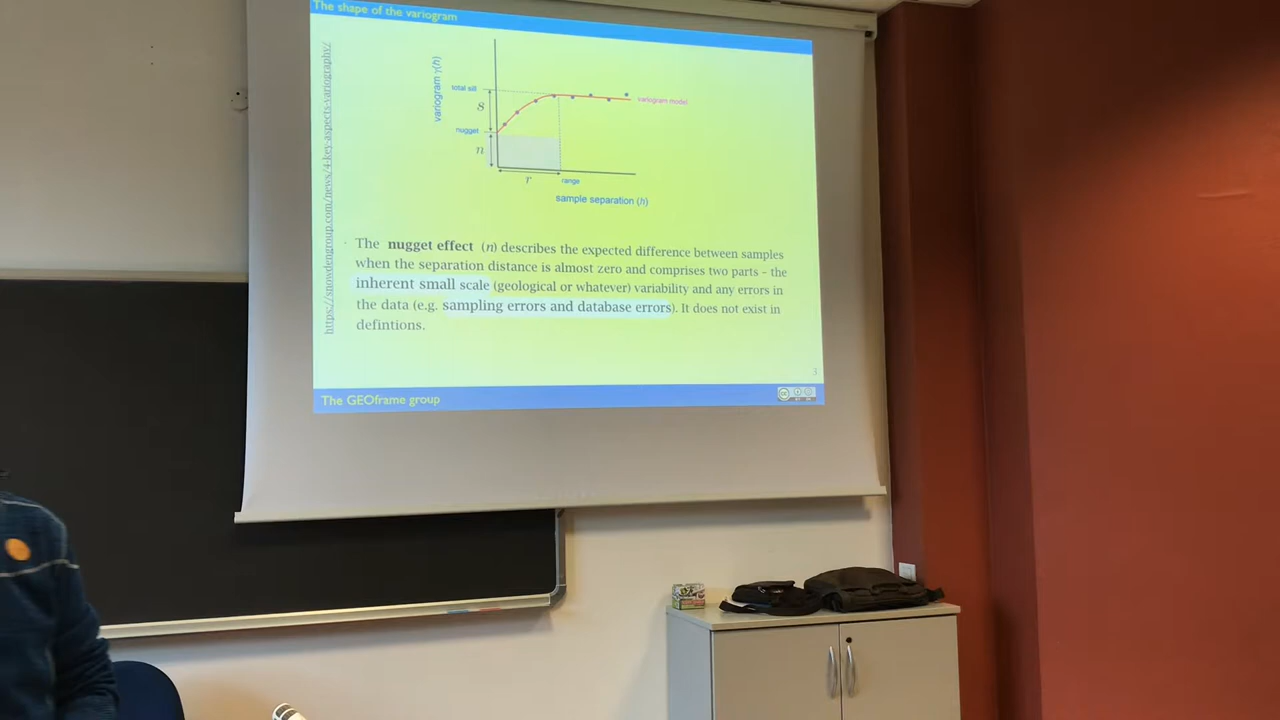 The shape of the variogram
https://snowdengroup.com/news/4-key-aspects-variography/
variogram γ(h)
total sill
s
variogram model
nugget
n
r
range
sample separation (h)
· The nugget effect (n) describes the expected difference between samples
when the separation distance is almost zero and comprises two parts – the
inherent small scale (geological or whatever) variability and any errors in
the data (e.g. sampling errors and database errors). It does not exist in
defintions.
3
The GEOframe group